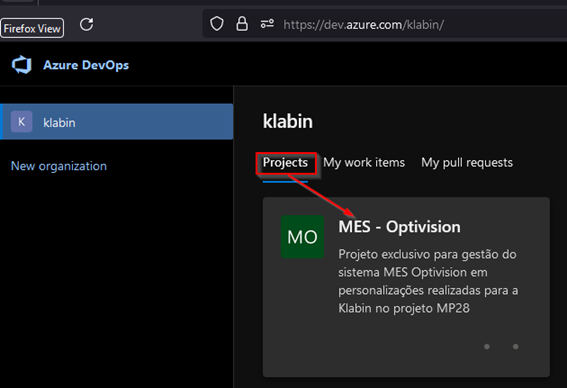 Firefox View
https://dev.azure.com/klabin/
Azure DevOps
K klabin
New organization
klabin
Projects My work items My pull requests
MO
MES - Optivision
Projeto exclusivo para gestão do
sistema MES Optivision em
personalizações realizadas para a
Klabin no projeto MP28